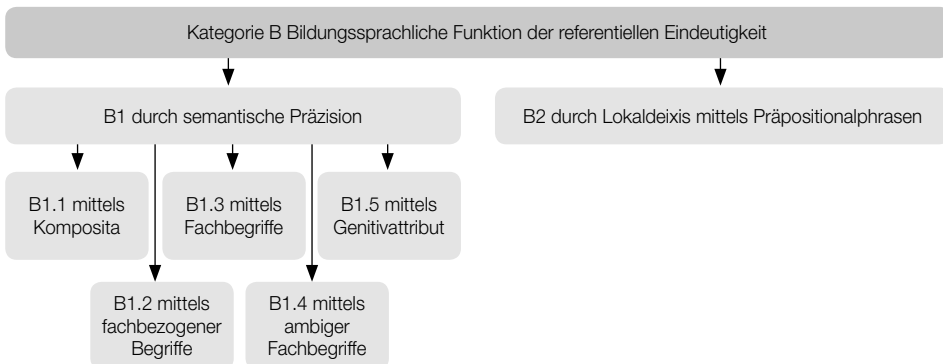 Kategorie B Bildungssprachliche Funktion der referentiellen Eindeutigkeit
B1 durch semantische Präzision
B2 durch Lokaldeixis mittels Präpositionalphrasen
B1.1 mittels
Komposita
B1.3 mittels
Fachbegriffe
B1.5 mittels
Genitivattribut
B1.2 mittels
fachbezogener
Begriffe
B1.4 mittels
ambiger
Fachbegriffe